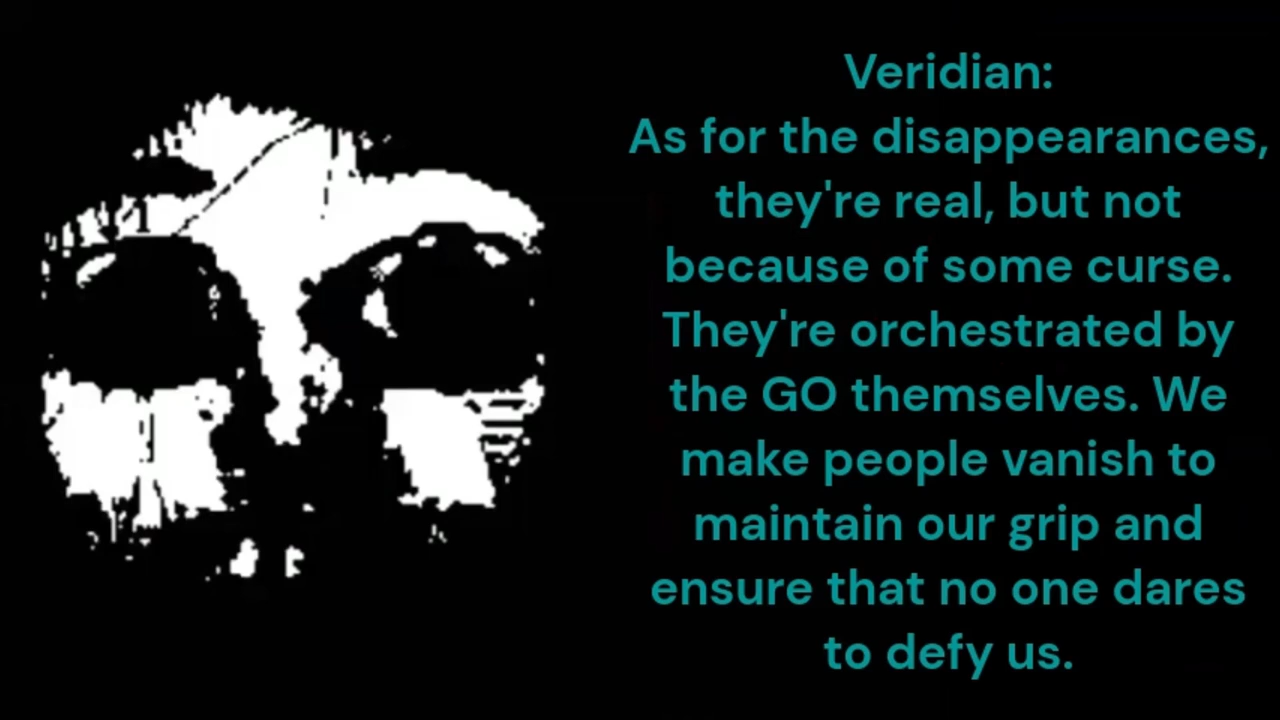 Veridian:
As for the disappearances,
they're real, but not
because of some curse.
They're orchestrated by
the GO themselves. We
make people vanish to
maintain our grip and
ensure that no one dares
to defy us.